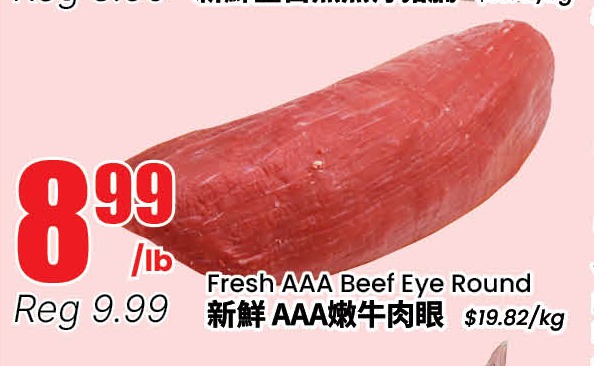 8.99
/lb
Reg 9.99
Fresh AAA Beef Eye Round
新鮮 AAA嫩牛肉眼 $19.82/kg